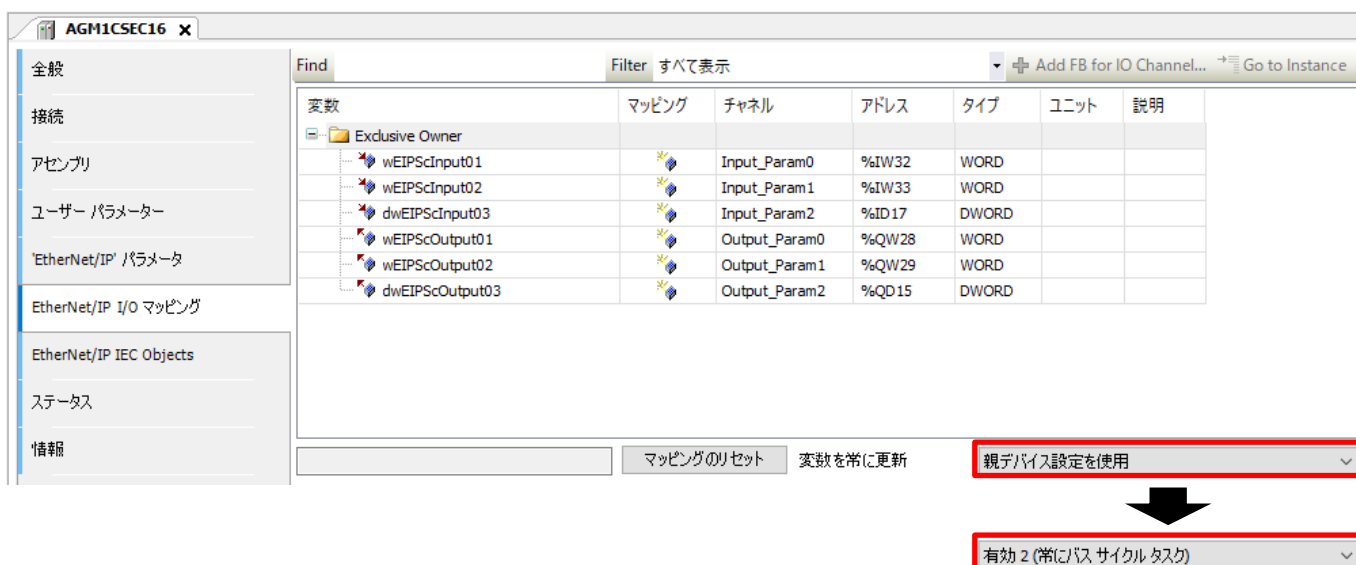 AGM1CSEC16 x
全般
接続
アセンブリ
ユーザー パラメーター
'EtherNet/IP' パラメータ
EtherNet/IP I/O マッピング
EtherNet/IP IEC Objects
ステータス
情報
Find Filter すべて表示 Add FB for IO Channel... Go to Instance
変数 マッピング チャネル アドレス タイプ ユニット 説明
Exclusive Owner
wEIPScInput01 Input_Param0 %IW32 WORD
wEIPScInput02 Input_Param1 %IW33 WORD
dwEIPScInput03 Input_Param2 %ID17 DWORD
wEIPScOutput01 Output_Param0 %QW28 WORD
wEIPScOutput02 Output_Param1 %QW29 WORD
dwEIPScOutput03 Output_Param2 %QD15 DWORD
マッピングのリセット 変数を常に更新 親デバイス設定を使用
有効 2 (常にバス サイクル タスク)